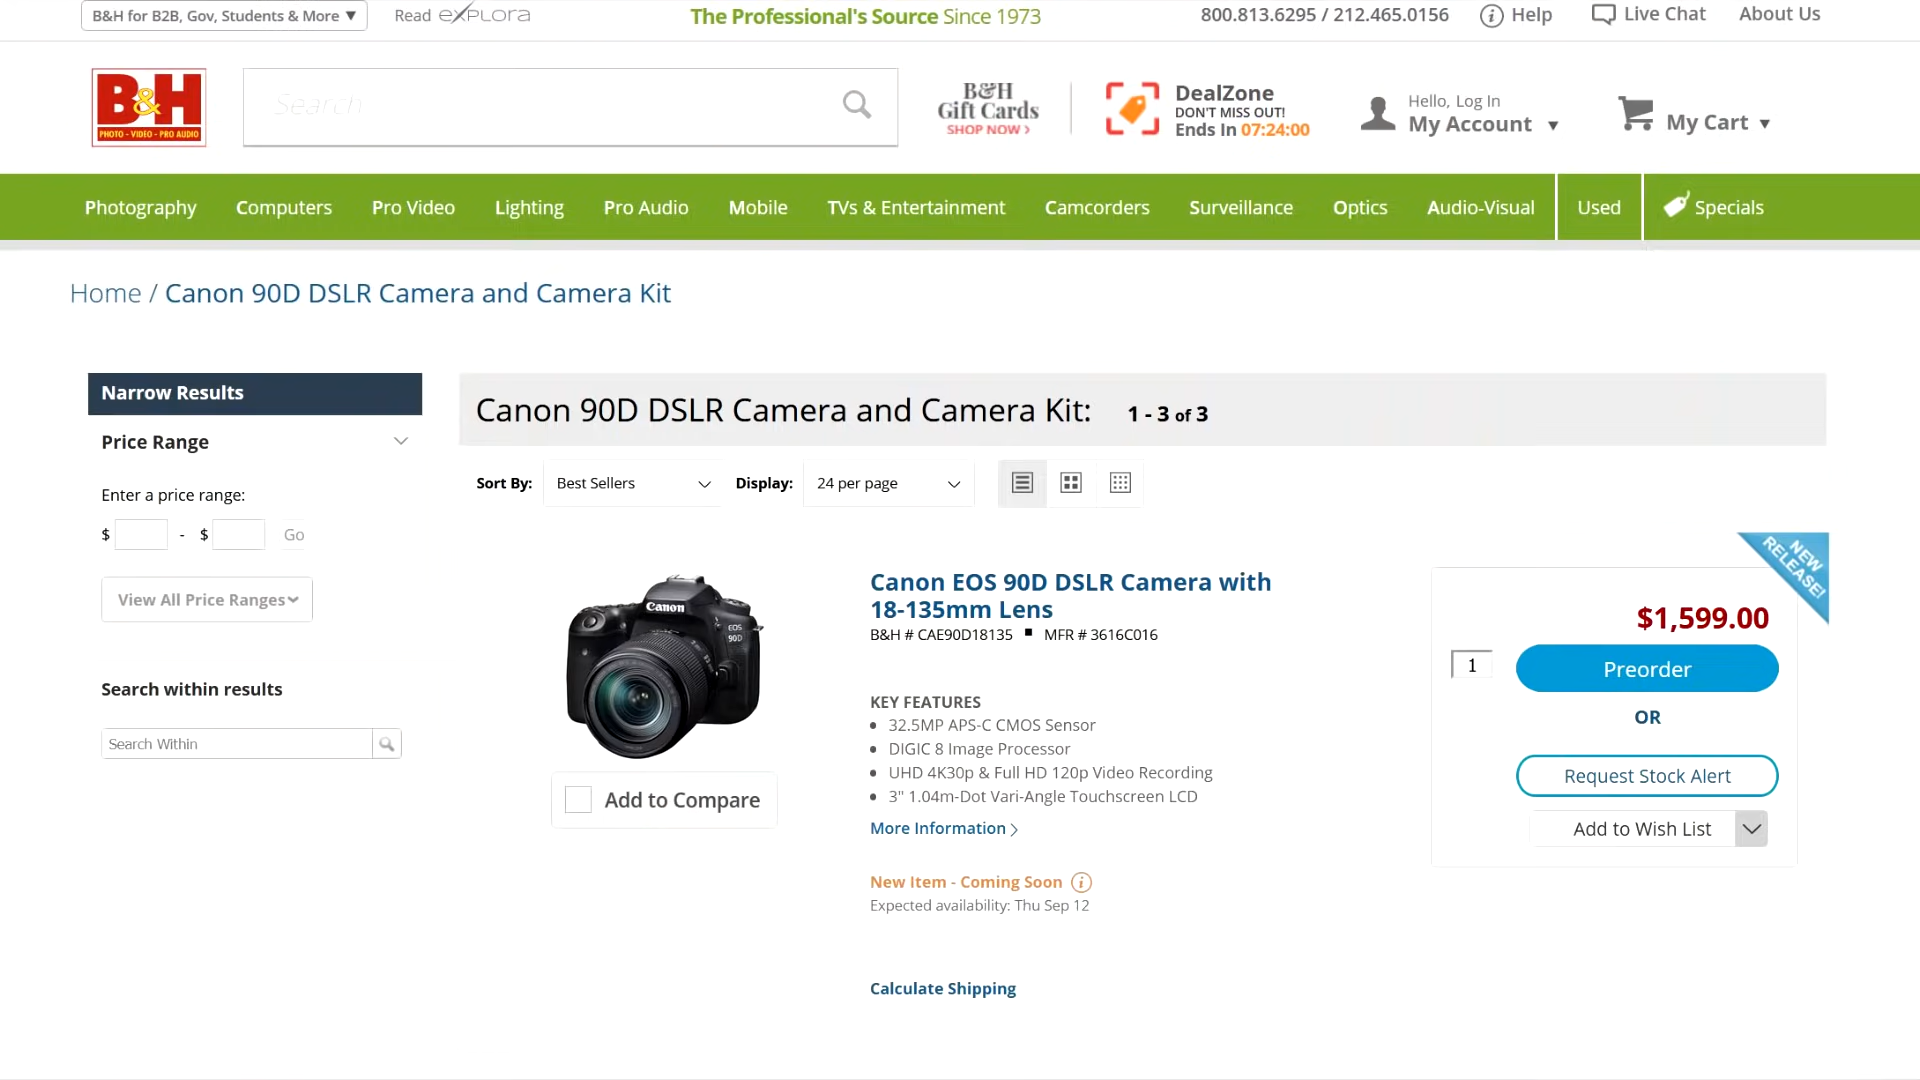 B&H for B2B, Gov, Students & More ▼
Read eXPLORA
The Professional's Source Since 1973
800.813.6295 / 212.465.0156
Help
Live Chat
About Us
B&H
PHOTO - VIDEO - PRO AUDIO
Search
B&H
Gift Cards
SHOP NOW ›
DealZone
DON'T MISS OUT!
Ends In 07:24:00
Hello, Log In
My Account ▼
My Cart ▼
Photography
Computers
Pro Video
Lighting
Pro Audio
Mobile
TVs & Entertainment
Camcorders
Surveillance
Optics
Audio-Visual
Used
Specials
Home / Canon 90D DSLR Camera and Camera Kit
Narrow Results
Price Range
Enter a price range:
$ - $ Go
View All Price Ranges
Search within results
Search Within
Canon 90D DSLR Camera and Camera Kit: 1 - 3 of 3
Sort By: Best Sellers
Display: 24 per page
Canon
EOS
90D
Add to Compare
Canon EOS 90D DSLR Camera with
18-135mm Lens
B&H # CAE90D18135 ■ MFR # 3616C016
KEY FEATURES
• 32.5MP APS-C CMOS Sensor
• DIGIC 8 Image Processor
• UHD 4K30p & Full HD 120p Video Recording
• 3" 1.04m-Dot Vari-Angle Touchscreen LCD
More Information
New Item - Coming Soon
Expected availability: Thu Sep 12
Calculate Shipping
NEW
RELEASE!
$1,599.00
1
Preorder
OR
Request Stock Alert
Add to Wish List